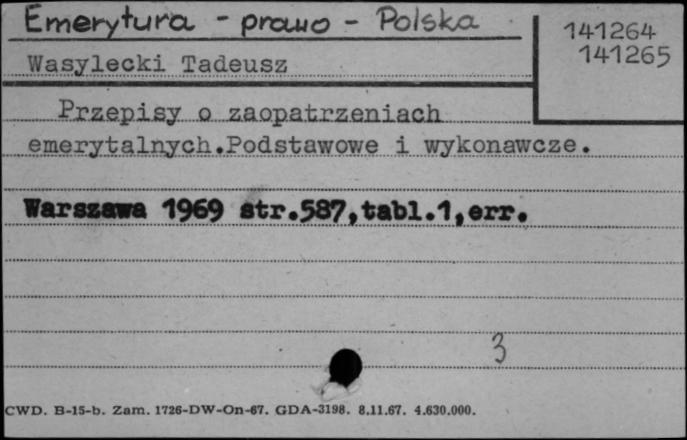 Emerytura - prawo - Polska
141264
141265
Wasylecki Tadeusz
Przepisy o zaopatrzeniach
emerytalnych.Podstawowe i wykonawcze.
Warszawa 1969 str.587,tabl.1,err.
3
CWD. B-15-b. Zam. 1726-DW-On-67. GDA-3198. 8.11.67. 4.630.000.